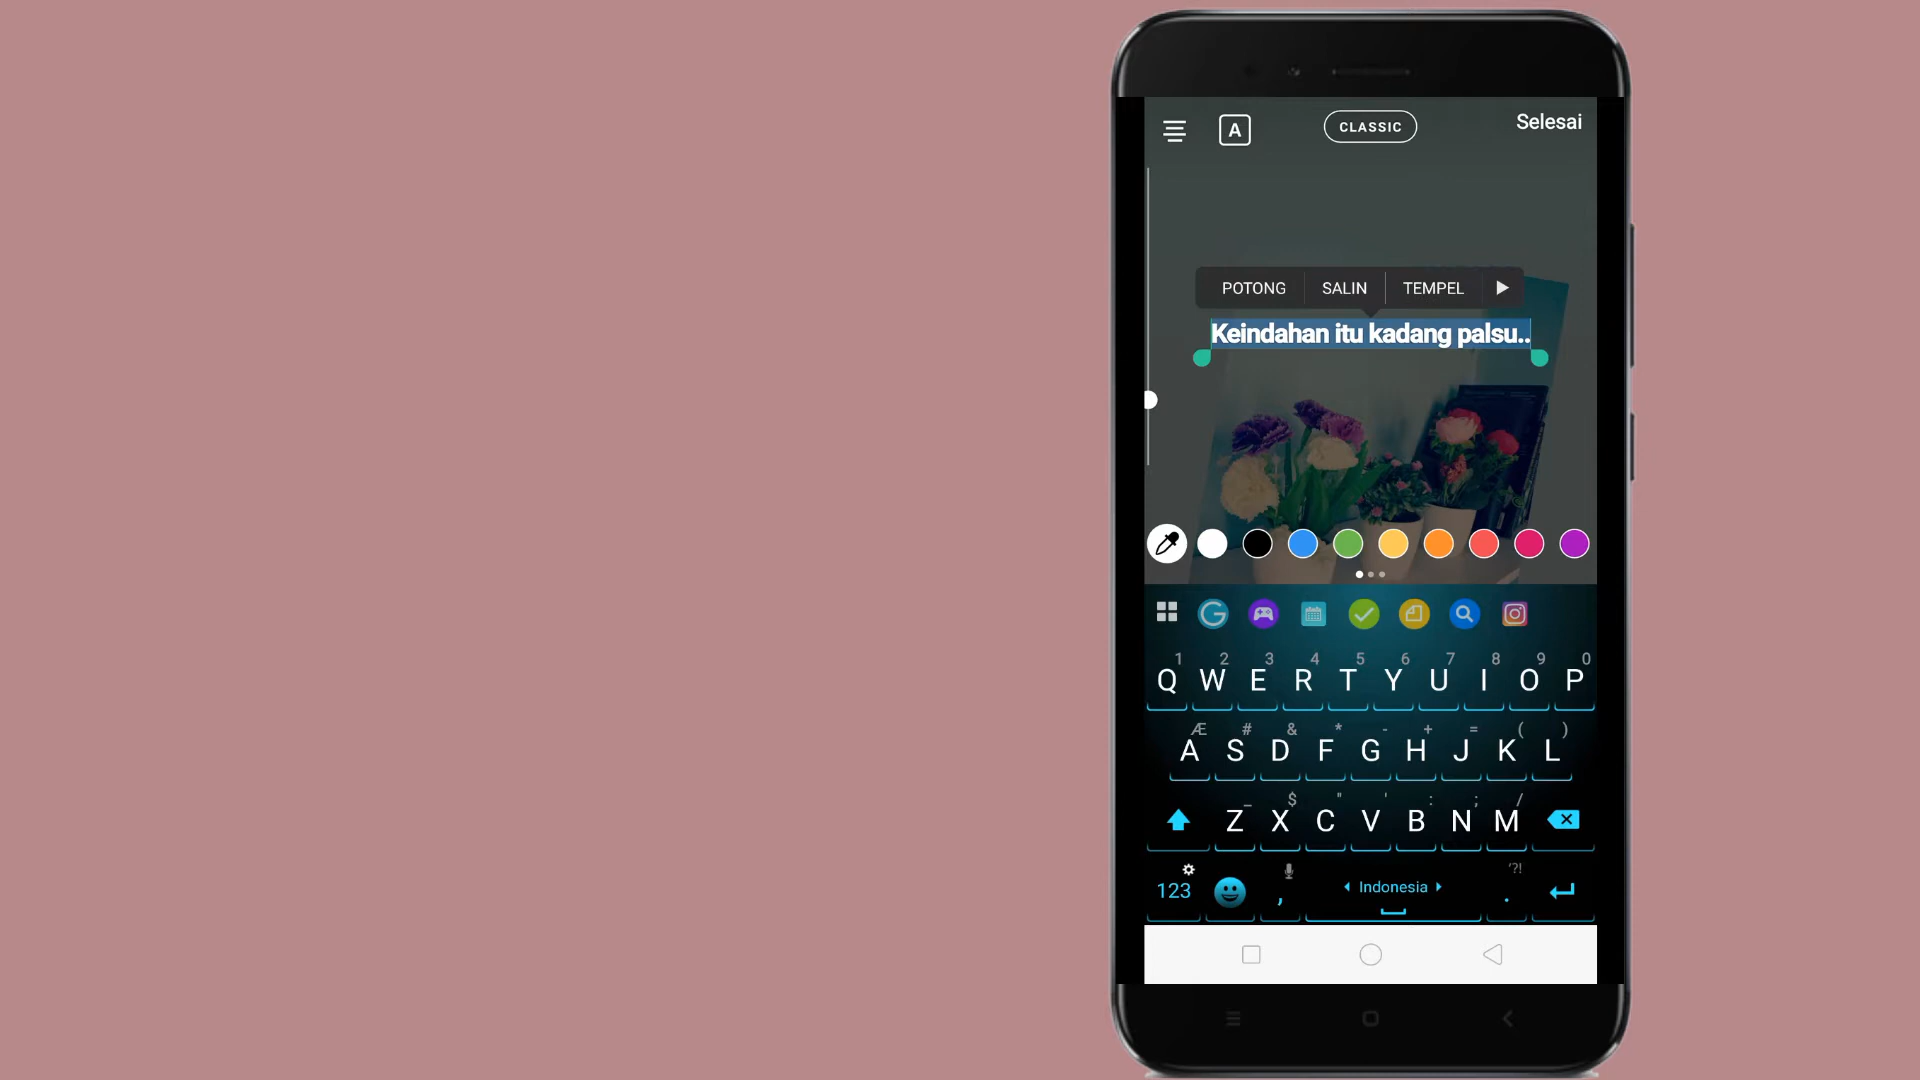 A
CLASSIC
Selesai
POTONG
SALIN
TEMPEL
Keindahan itu kadang palsu..
1 2 3 4 5 6 7 8 9 0
Q W E R T Y U I O P
Æ # & * - + = ( )
A S D F G H J K L
_ $ " ' : ; /
Z X C V B N M
'?!
123 , Indonesia .